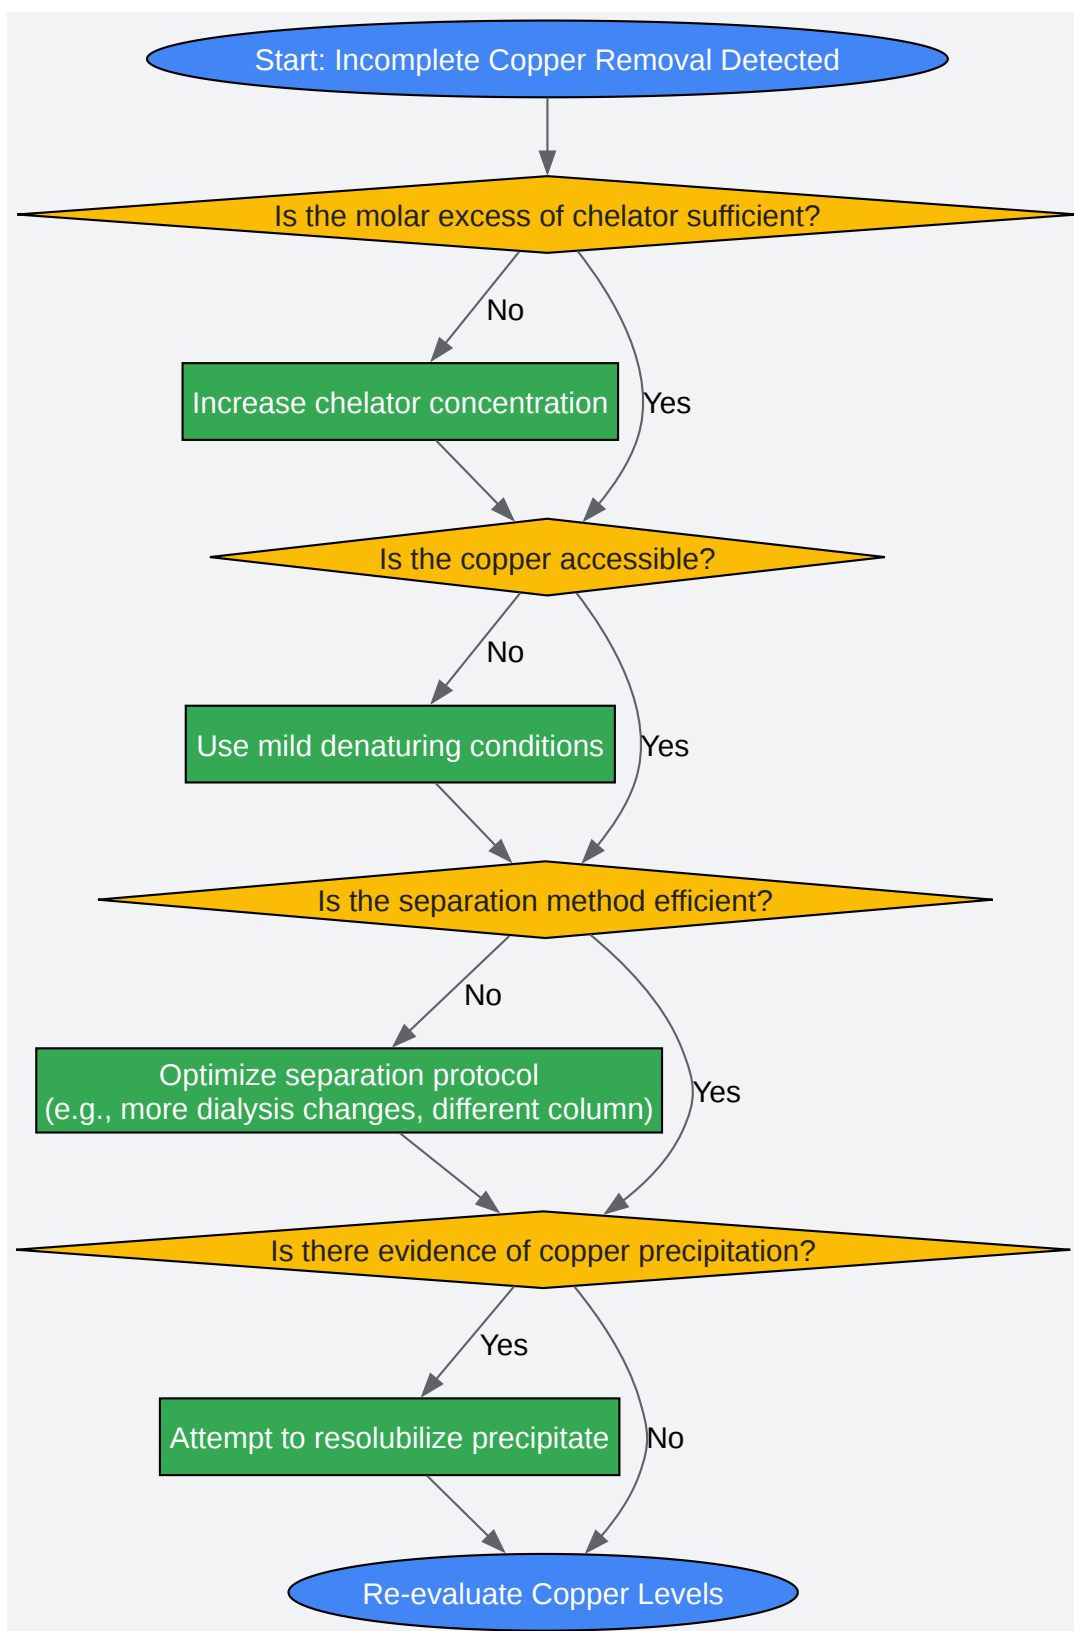 Start: Incomplete Copper Removal Detected
Is the molar excess of chelator sufficient?
No
Increase chelator concentration
Yes
Is the copper accessible?
No
Use mild denaturing conditions
Yes
Is the separation method efficient?
No
Optimize separation protocol
(e.g., more dialysis changes, different column)
Yes
Is there evidence of copper precipitation?
Yes
Attempt to resolubilize precipitate
No
Re-evaluate Copper Levels